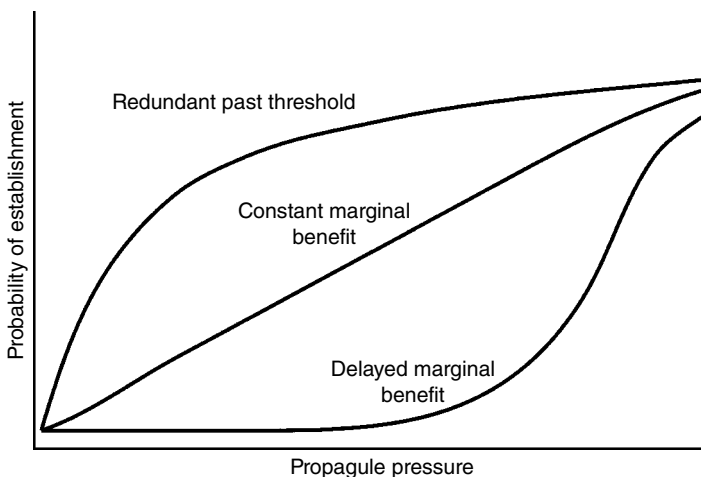 Probability of establishment
Redundant past threshold
Constant marginal
benefit
Delayed marginal
benefit
Propagule pressure